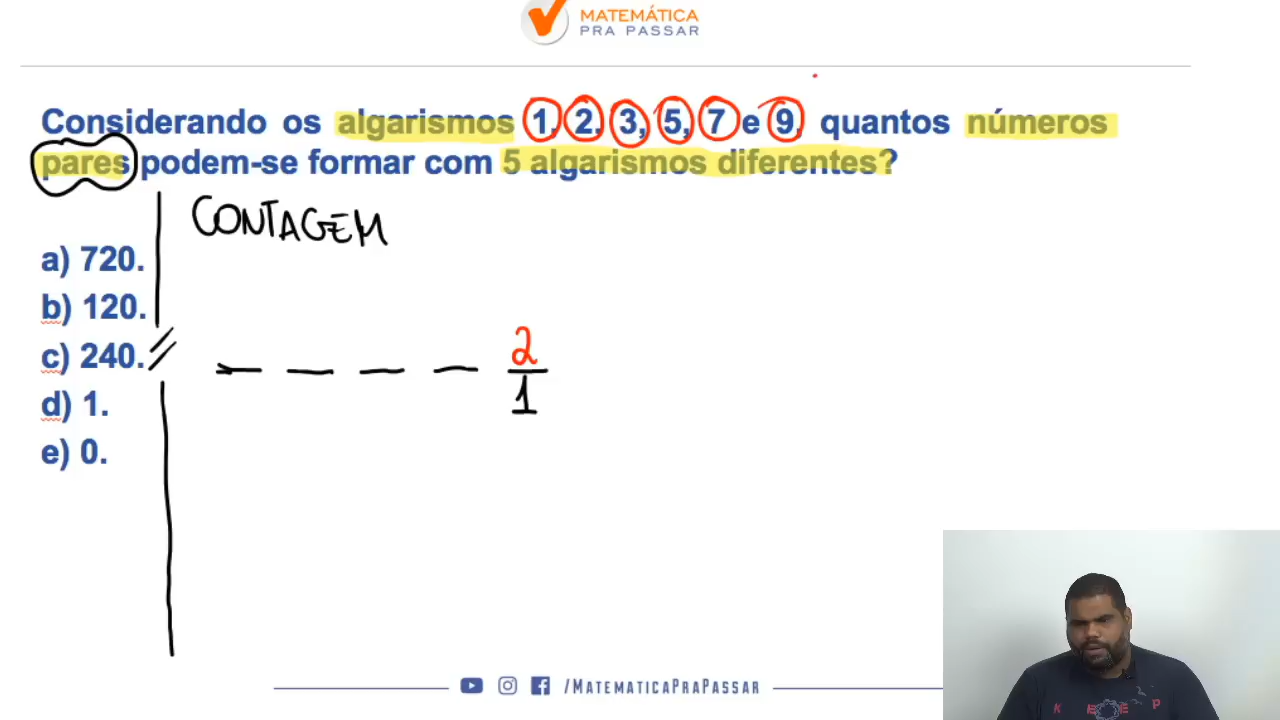 MATEMÁTICA
PRA PASSAR
Considerando os algarismos 1, 2, 3, 5, 7 e 9, quantos números
pares podem-se formar com 5 algarismos diferentes?
CONTAGEM
a) 720.
b) 120.
c) 240.
d) 1.
e) 0.
2
1
/MATEMATICAPRAPASSAR
K E E P